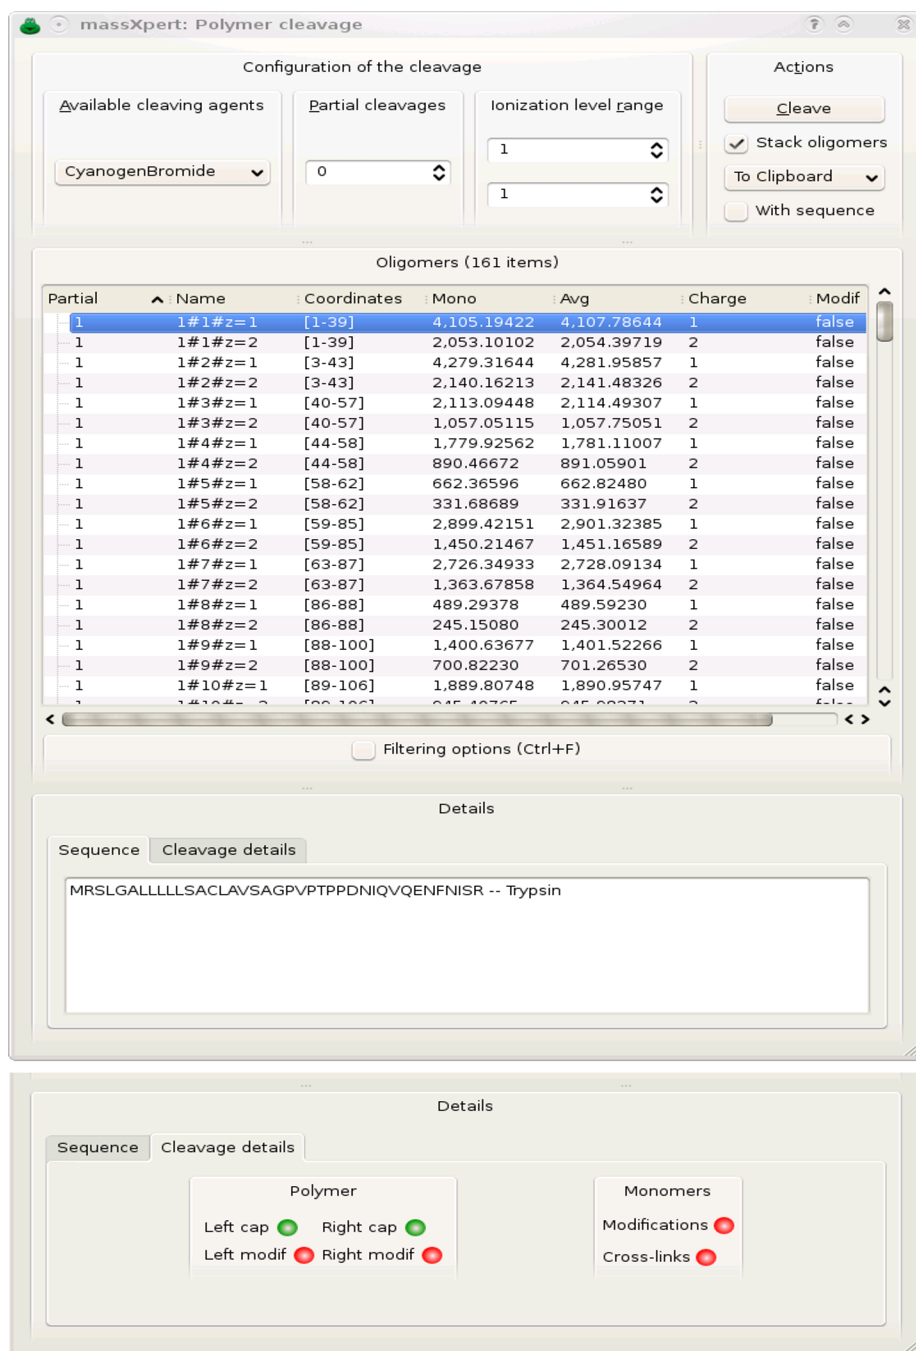 massXpert: Polymer cleavage
Configuration of the cleavage
Actions
Available cleaving agents
Partial cleavages
Ionization level range
Cleave
CyanogenBromide
0
1
1
Stack oligomers
To Clipboard
With sequence
Oligomers (161 items)
Partial Name Coordinates Mono Avg Charge Modif
1 1#1#z=1 [1-39] 4,105.19422 4,107.78644 1 false
1 1#1#z=2 [1-39] 2,053.10102 2,054.39719 2 false
1 1#2#z=1 [3-43] 4,279.31644 4,281.95857 1 false
1 1#2#z=2 [3-43] 2,140.16213 2,141.48326 2 false
1 1#3#z=1 [40-57] 2,113.09448 2,114.49307 1 false
1 1#3#z=2 [40-57] 1,057.05115 1,057.75051 2 false
1 1#4#z=1 [44-58] 1,779.92562 1,781.11007 1 false
1 1#4#z=2 [44-58] 890.46672 891.05901 2 false
1 1#5#z=1 [58-62] 662.36596 662.82480 1 false
1 1#5#z=2 [58-62] 331.68689 331.91637 2 false
1 1#6#z=1 [59-85] 2,899.42151 2,901.32385 1 false
1 1#6#z=2 [59-85] 1,450.21467 1,451.16589 2 false
1 1#7#z=1 [63-87] 2,726.34933 2,728.09134 1 false
1 1#7#z=2 [63-87] 1,363.67858 1,364.54964 2 false
1 1#8#z=1 [86-88] 489.29378 489.59230 1 false
1 1#8#z=2 [86-88] 245.15080 245.30012 2 false
1 1#9#z=1 [88-100] 1,400.63677 1,401.52266 1 false
1 1#9#z=2 [88-100] 700.82230 701.26530 2 false
1 1#10#z=1 [89-106] 1,889.80748 1,890.95747 1 false
Filtering options (Ctrl+F)
Details
Sequence Cleavage details
MRSLGALLLLLSACLAVSAGPVPTPPDNIQVQENFNISR -- Trypsin
Details
Sequence Cleavage details
Polymer
Monomers
Left cap Right cap
Modifications
Left modif Right modif
Cross-links